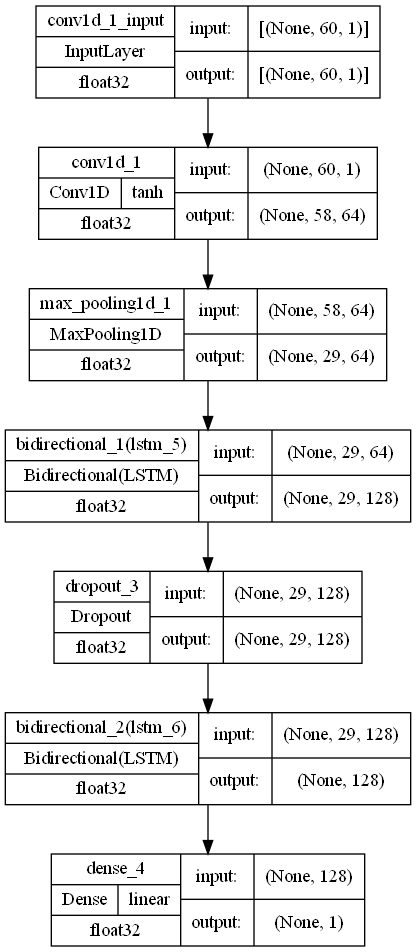 conv1d_1_input input: [(None, 60, 1)]
InputLayer
float32 output: [(None, 60, 1)]
conv1d_1 input: (None, 60, 1)
Conv1D tanh
float32 output: (None, 58, 64)
max_pooling1d_1 input: (None, 58, 64)
MaxPooling1D
float32 output: (None, 29, 64)
bidirectional_1(lstm_5) input: (None, 29, 64)
Bidirectional(LSTM)
float32 output: (None, 29, 128)
dropout_3 input: (None, 29, 128)
Dropout
float32 output: (None, 29, 128)
bidirectional_2(lstm_6) input: (None, 29, 128)
Bidirectional(LSTM)
float32 output: (None, 128)
dense_4 input: (None, 128)
Dense linear
float32 output: (None, 1)